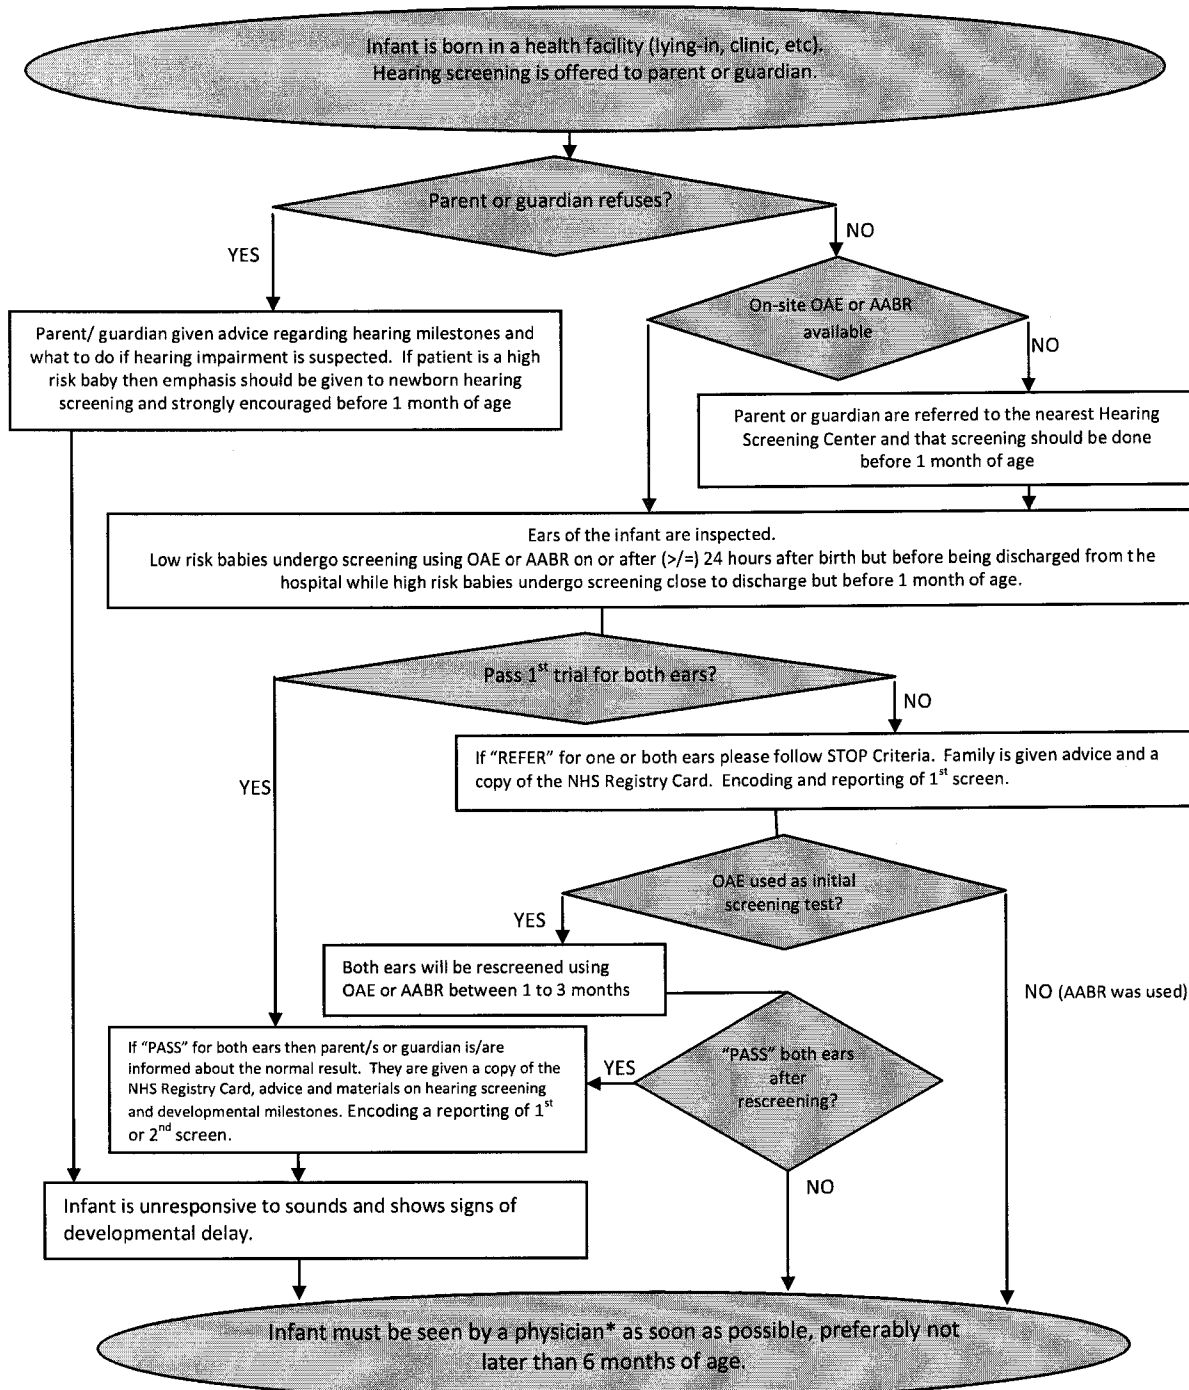 Infant is born in a health facility (lying-in, clinic, etc).
Hearing screening is offered to parent or guardian.
Parent or guardian refuses?
YES
NO
On-site OAE or AABR
available
NO
Parent/ guardian given advice regarding hearing milestones and
what to do if hearing impairment is suspected. If patient is a high
risk baby then emphasis should be given to newborn hearing
screening and strongly encouraged before 1 month of age
Parent or guardian are referred to the nearest Hearing
Screening Center and that screening should be done
before 1 month of age
Ears of the infant are inspected.
Low risk babies undergo screening using OAE or AABR on or after (>/=) 24 hours after birth but before being discharged from the
hospital while high risk babies undergo screening close to discharge but before 1 month of age.
Pass 1st trial for both ears?
NO
YES
If "REFER" for one or both ears please follow STOP Criteria. Family is given advice and a
copy of the NHS Registry Card. Encoding and reporting of 1st screen.
OAE used as initial
screening test?
YES
NO (AABR was used)
Both ears will be rescreened using
OAE or AABR between 1 to 3 months
"PASS" both ears
after
rescreening?
YES
NO
If "PASS" for both ears then parent/s or guardian is/are
informed about the normal result. They are given a copy of the
NHS Registry Card, advice and materials on hearing screening
and developmental milestones. Encoding a reporting of 1st
or 2nd screen.
Infant is unresponsive to sounds and shows signs of
developmental delay.
Infant must be seen by a physician* as soon as possible, preferably not
later than 6 months of age.